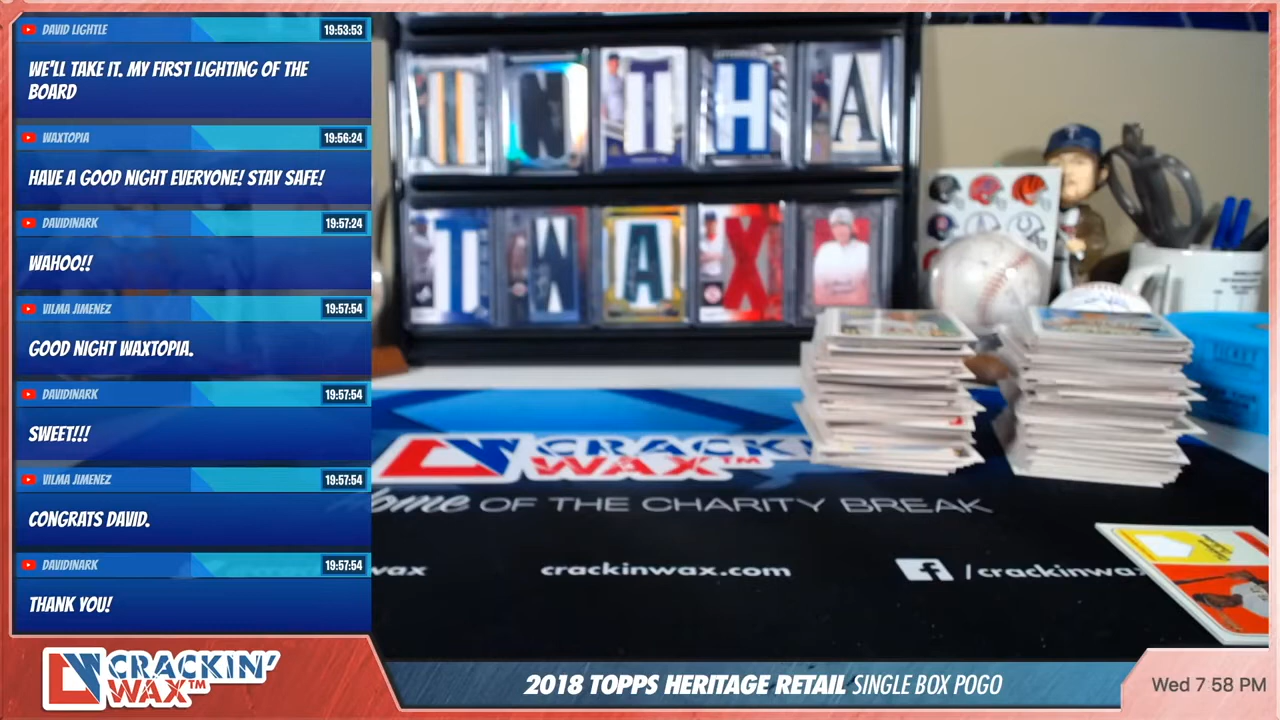 DAVID LIGHTLE
19:53:53
WE'LL TAKE IT. MY FIRST LIGHTING OF THE
BOARD
WAXTOPIA
19:56:24
HAVE A GOOD NIGHT EVERYONE! STAY SAFE!
DAVIDINARK
19:57:24
WAHOO!!
VILMA JIMENEZ
19:57:54
GOOD NIGHT WAXTOPIA.
DAVIDINARK
19:57:54
SWEET!!!
VILMA JIMENEZ
19:57:54
CONGRATS DAVID.
DAVIDINARK
19:57:54
THANK YOU!
I N T H A
T W A X
TICKET
CRACKIN'
WAX™
Home OF THE CHARITY BREAK
wax
crackinwax.com
f /crackinwax
CRACKIN'
WAX™
2018 TOPPS HERITAGE RETAIL SINGLE BOX POGO
Wed 7 58 PM